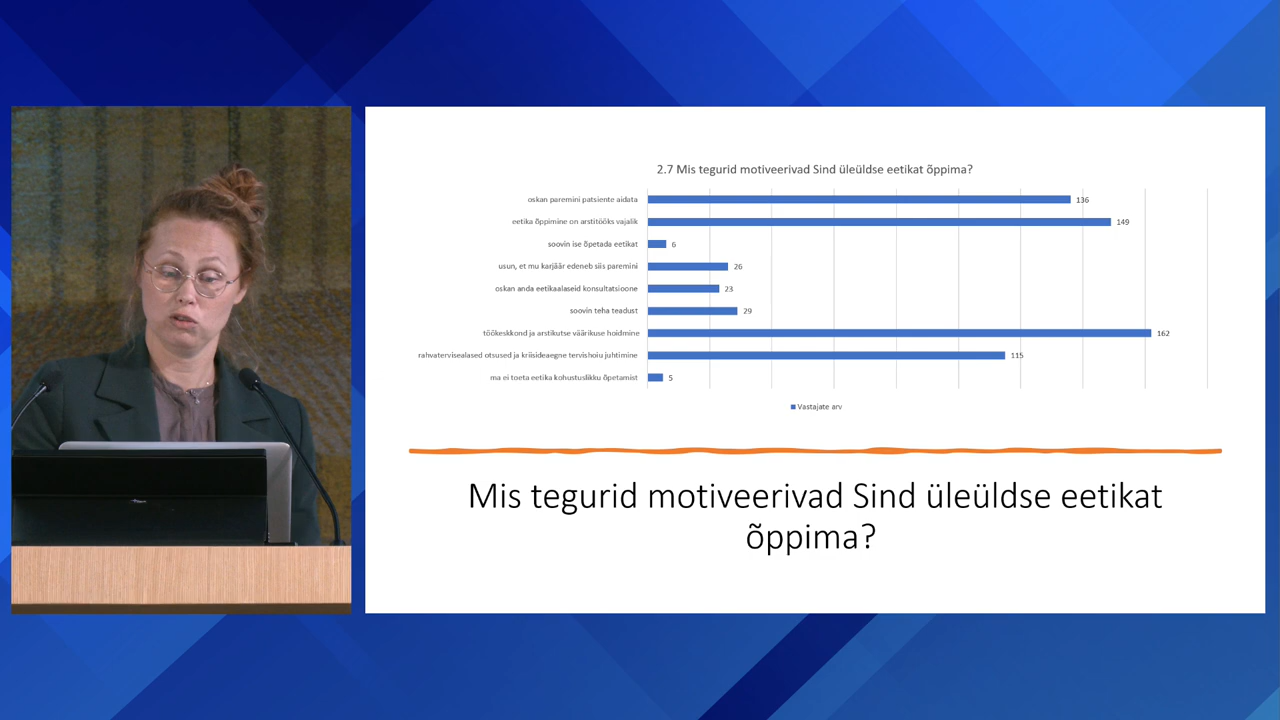 2.7 Mis tegurid motiveerivad Sind üleüldse eetikat õppima?
oskan paremini patsiente aidata 136
eetika õppimine on arstitööks vajalik 149
soovin ise õpetada eetikat 6
usun, et mu karjäär edeneb siis paremini 26
oskan anda eetikaalaseid konsultatsioone 23
soovin teha teadust 29
töökeskkond ja arstikutse väärikuse hoidmine 162
rahvatervisealased otsused ja kriisideaegne tervishoiu juhtimine 115
ma ei toeta eetika kohustuslikku õpetamist 5
Vastajate arv
Mis tegurid motiveerivad Sind üleüldse eetikat
õppima?